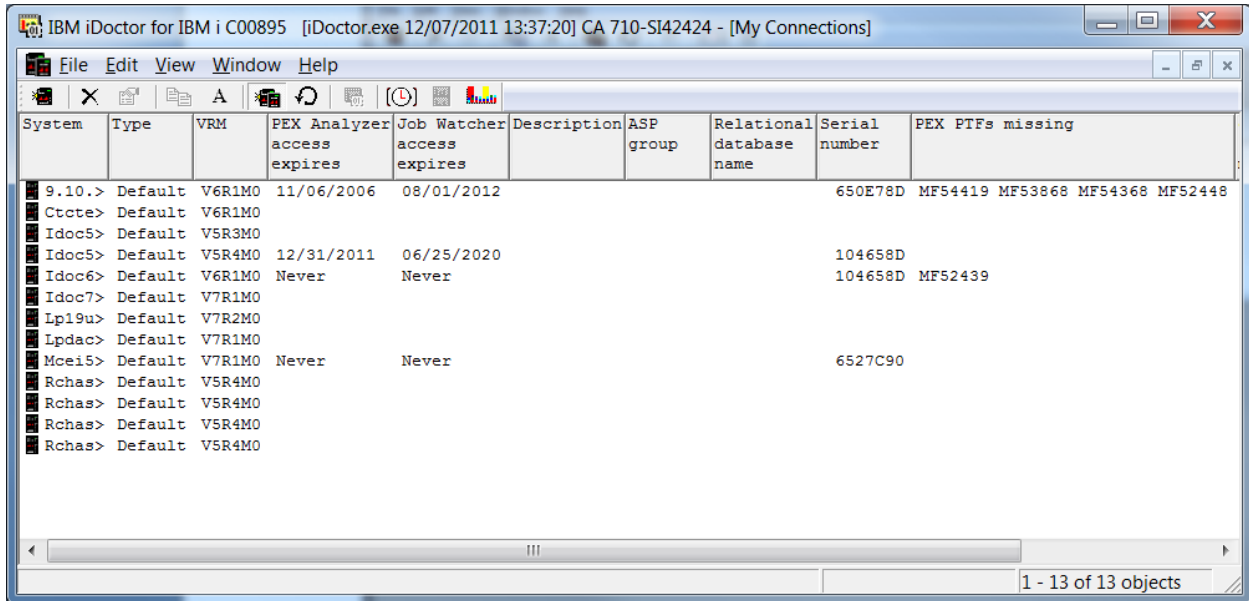 IBM iDoctor for IBM i C00895 [iDoctor.exe 12/07/2011 13:37:20] CA 710-SI42424 - [My Connections]
File Edit View Window Help
System Type VRM PEX Analyzer access expires Job Watcher access expires Description ASP group Relational database name Serial number PEX PTFs missing
9.10.> Default V6R1M0 11/06/2006 08/01/2012 650E78D MF54419 MF53868 MF54368 MF52448
Ctcte> Default V6R1M0
Idoc5> Default V5R3M0
Idoc5> Default V5R4M0 12/31/2011 06/25/2020 104658D
Idoc6> Default V6R1M0 Never Never 104658D MF52439
Idoc7> Default V7R1M0
Lp19u> Default V7R2M0
Lpdac> Default V7R1M0
Mcei5> Default V7R1M0 Never Never 6527C90
Rchas> Default V5R4M0
Rchas> Default V5R4M0
Rchas> Default V5R4M0
Rchas> Default V5R4M0
1 - 13 of 13 objects